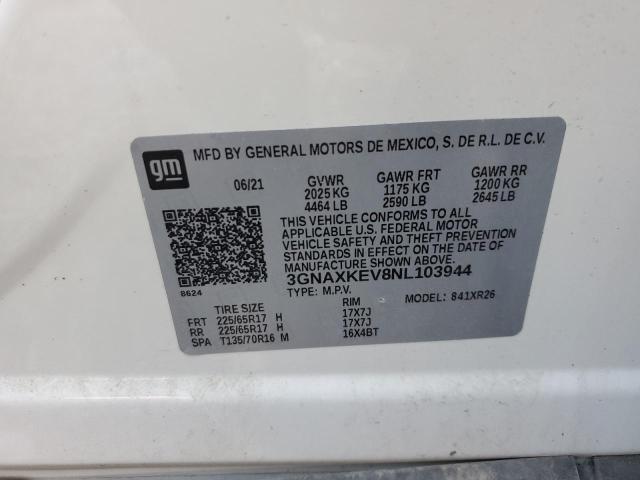 gm
MFD BY GENERAL MOTORS DE MEXICO, S. DE R.L. DE C.V.
06/21 GVWR GAWR FRT GAWR RR
2025 KG 1175 KG 1200 KG
4464 LB 2590 LB 2645 LB
THIS VEHICLE CONFORMS TO ALL
APPLICABLE U.S. FEDERAL MOTOR
VEHICLE SAFETY AND THEFT PREVENTION
STANDARDS IN EFFECT ON THE DATE OF
MANUFACTURE SHOWN ABOVE.
3GNAXKEV8NL103944
8624
TYPE: M.P.V. MODEL: 841XR26
TIRE SIZE RIM
FRT 225/65R17 H 17X7J
RR 225/65R17 H 17X7J
SPA T135/70R16 M 16X4BT